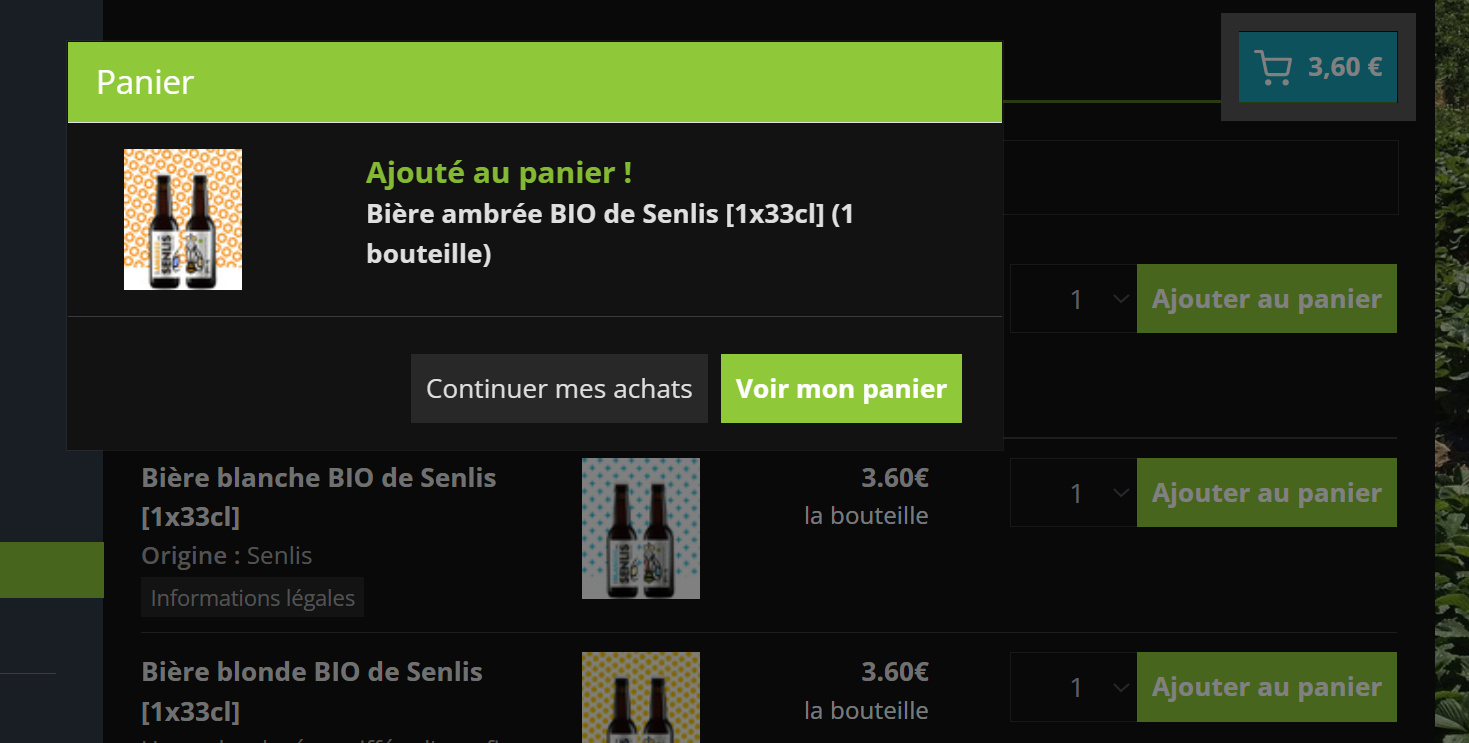 Panier
3,60 €
Ajouté au panier !
Bière ambrée BIO de Senlis [1x33cl] (1
bouteille)
SENLIS
1
Ajouter au panier
Continuer mes achats
Voir mon panier
Bière blanche BIO de Senlis
[1x33cl]
Origine : Senlis
Informations légales
SENLIS
3.60€
la bouteille
1
Ajouter au panier
Bière blonde BIO de Senlis
[1x33cl]
3.60€
la bouteille
1
Ajouter au panier